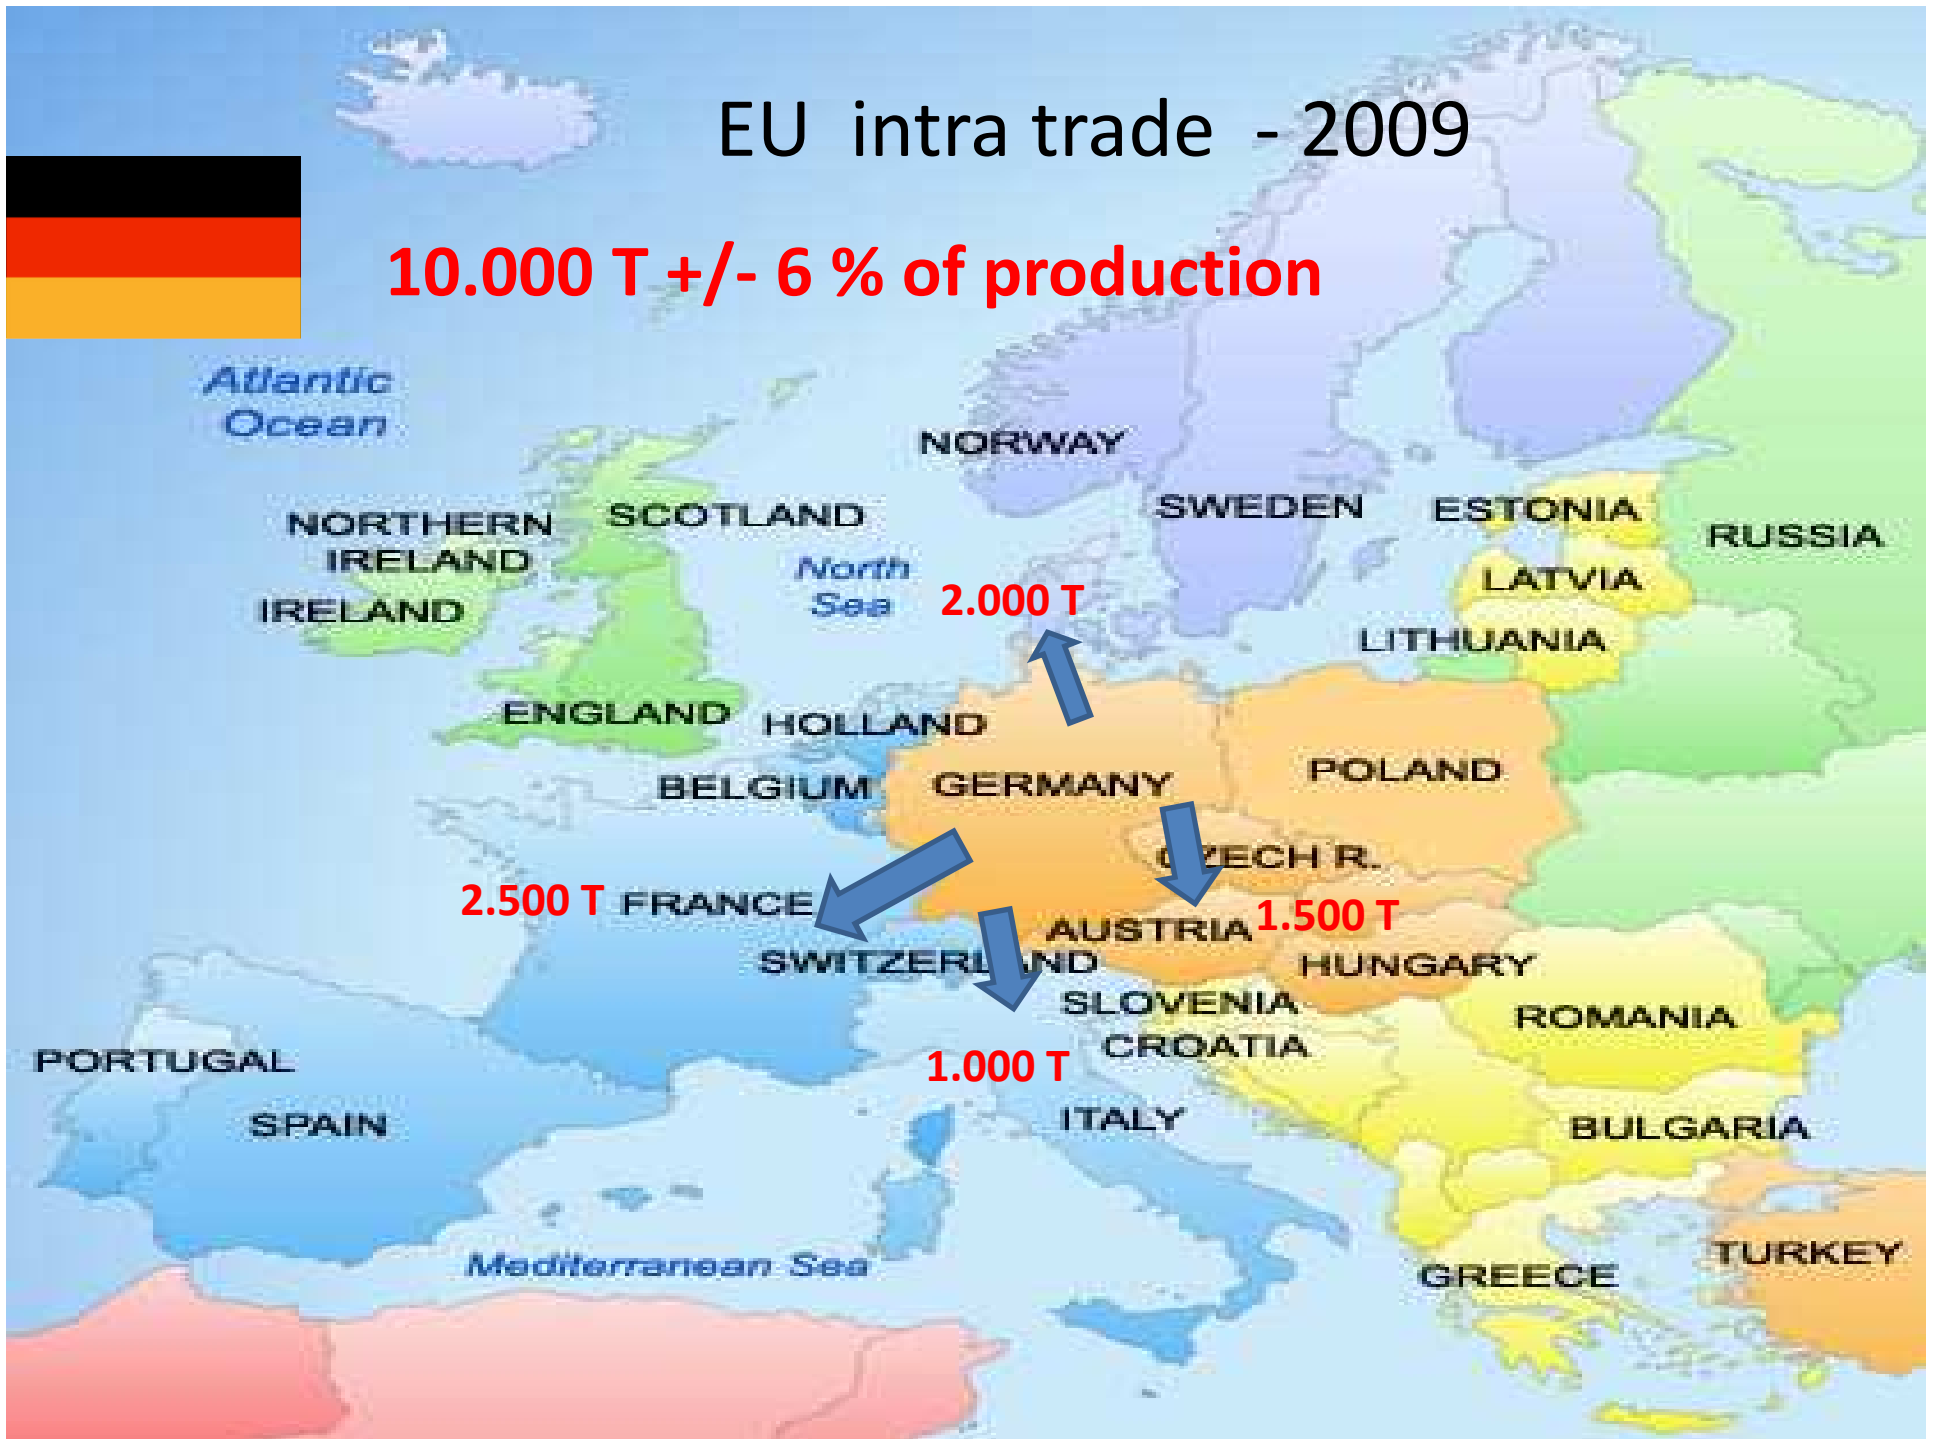 EU intra trade - 2009
10.000 T +/- 6 % of production
Atlantic
Ocean
NORWAY
SWEDEN
ESTONIA
RUSSIA
NORTHERN
IRELAND
SCOTLAND
North
Sea
IRELAND
2.000 T
LATVIA
LITHUANIA
ENGLAND
HOLLAND
BELGIUM
GERMANY
POLAND
CZECH R.
2.500 T
FRANCE
AUSTRIA
1.500 T
SWITZERLAND
HUNGARY
SLOVENIA
ROMANIA
CROATIA
PORTUGAL
1.000 T
SPAIN
ITALY
BULGARIA
Mediterranean Sea
GREECE
TURKEY